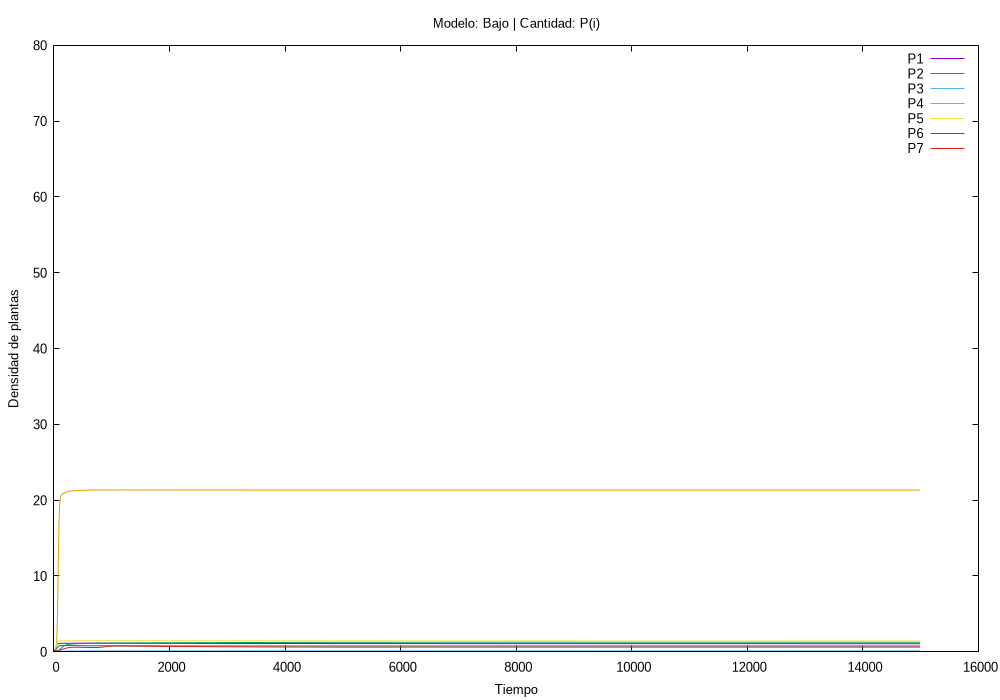 Modelo: Bajo | Cantidad: P(i)
80
70
60
50
40
30
20
10
0
P1
P2
P3
P4
P5
P6
P7
Densidad de plantas
0 2000 4000 6000 8000 10000 12000 14000 16000
Tiempo